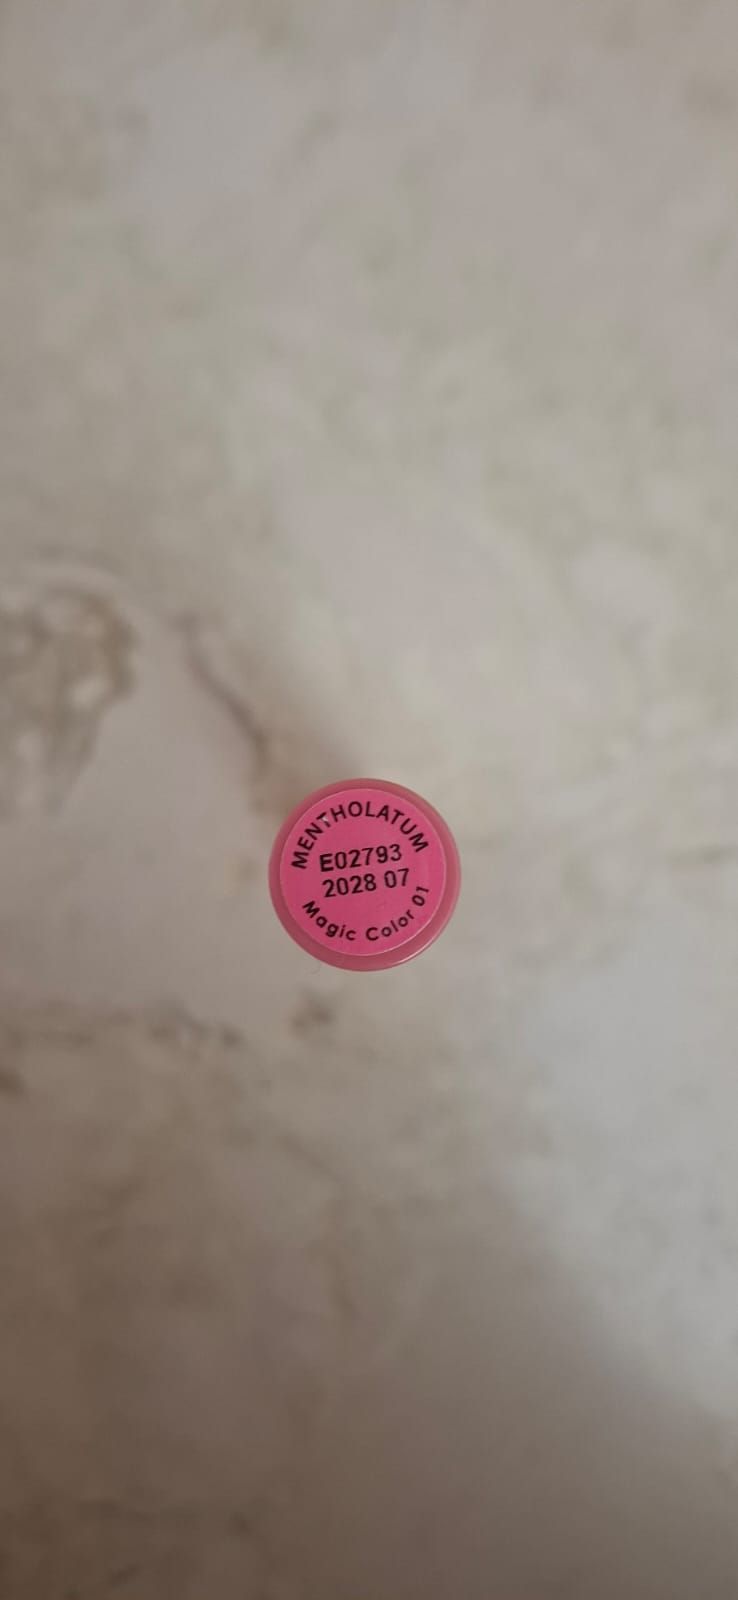 MENTHOLATUM
E02793
2028 07
Magic Color 01